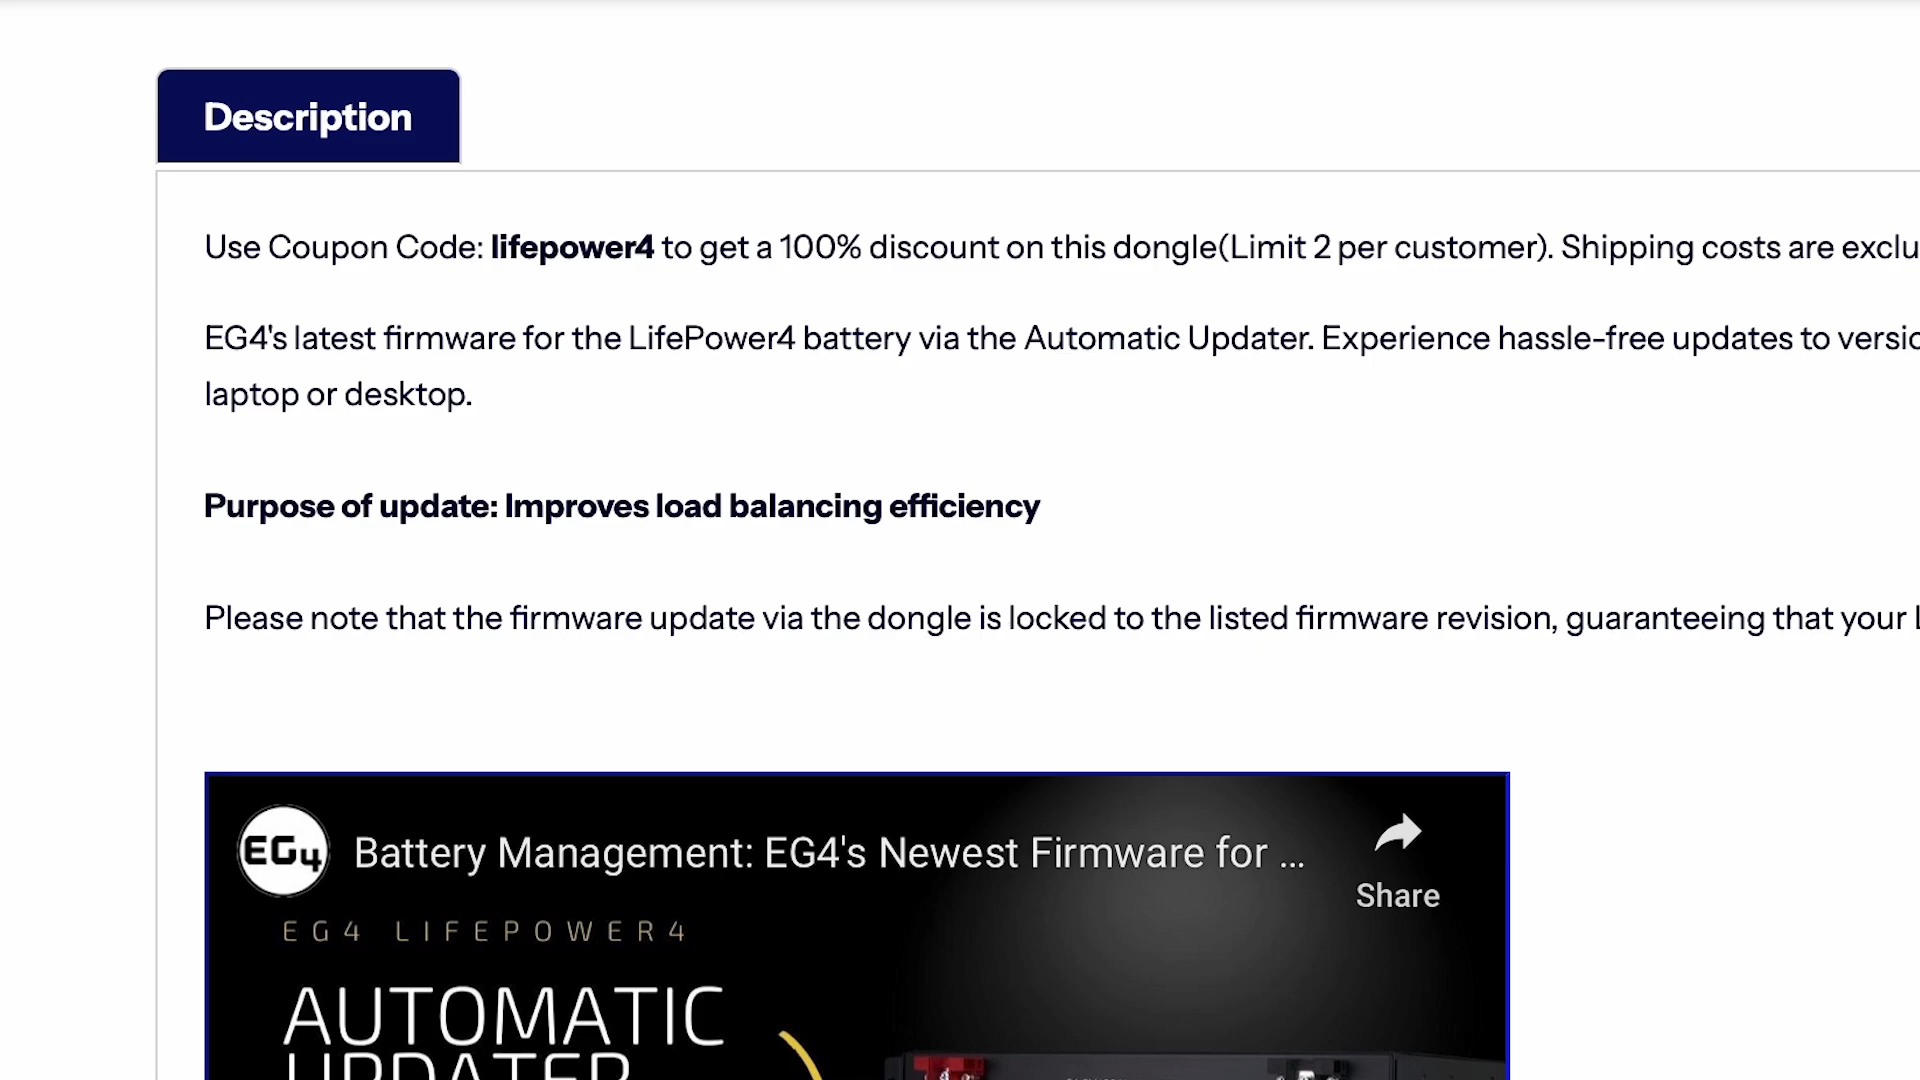 Description
Use Coupon Code: lifepower4 to get a 100% discount on this dongle(Limit 2 per customer). Shipping costs are exclu
EG4's latest firmware for the LifePower4 battery via the Automatic Updater. Experience hassle-free updates to versio
laptop or desktop.
Purpose of update: Improves load balancing efficiency
Please note that the firmware update via the dongle is locked to the listed firmware revision, guaranteeing that your L
EG4
Battery Management: EG4's Newest Firmware for ...
Share
EG4 LIFEPOWER4
AUTOMATIC
UPDATER